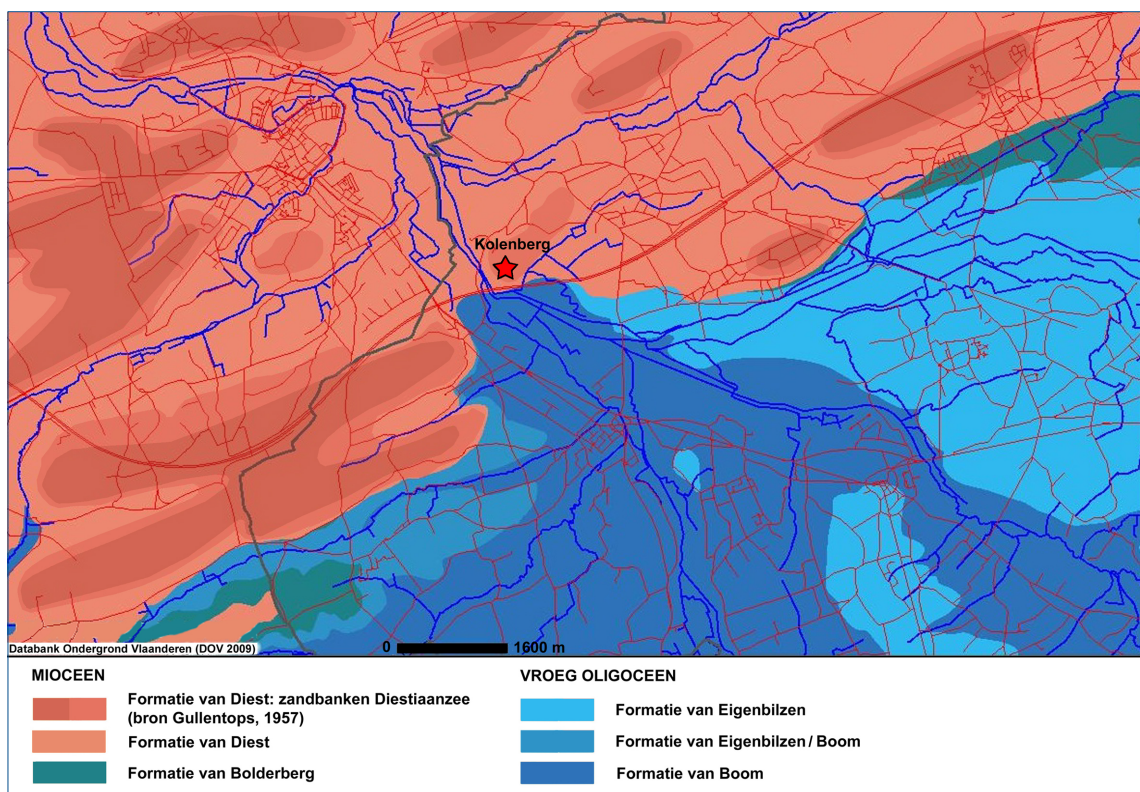 Kolenberg
Databank Ondergrond Vlaanderen (DOV 2009)
0 1600 m
MIOCEEN
Formatie van Diest: zandbanken Diestiaanzee
(bron Gullentops, 1957)
Formatie van Diest
Formatie van Bolderberg
VROEG OLIGOCEEN
Formatie van Eigenbilzen
Formatie van Eigenbilzen / Boom
Formatie van Boom